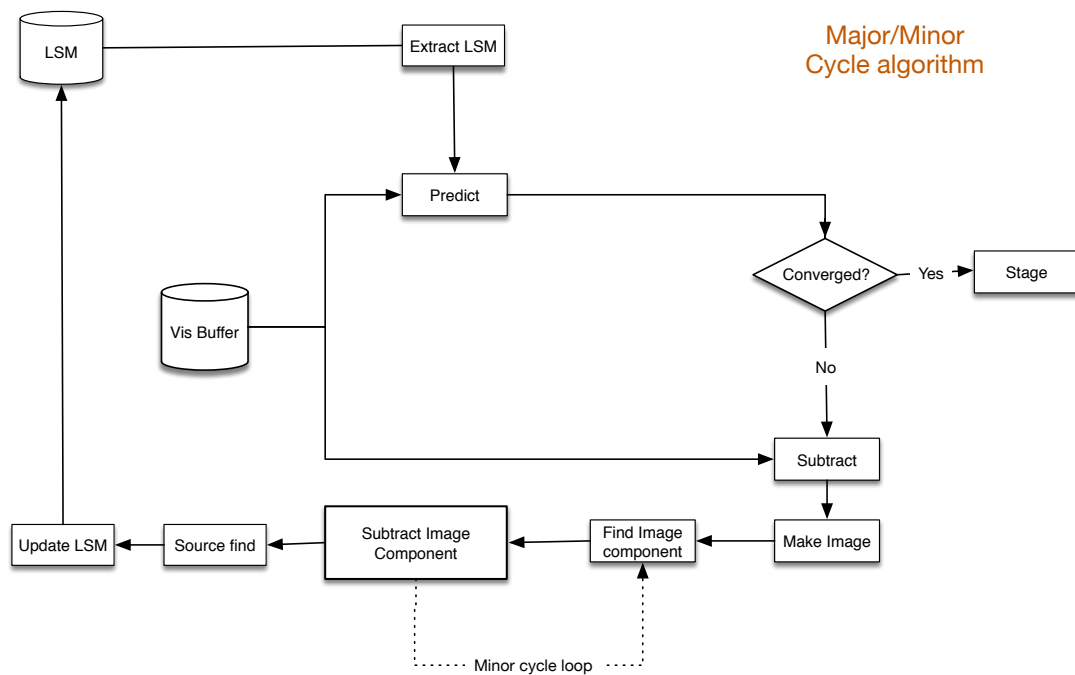 Major/Minor
Cycle algorithm
LSM
Extract LSM
Predict
Converged?
Yes
Stage
Vis Buffer
No
Subtract
Update LSM
Source find
Subtract Image
Component
Find Image
component
Make Image
Minor cycle loop